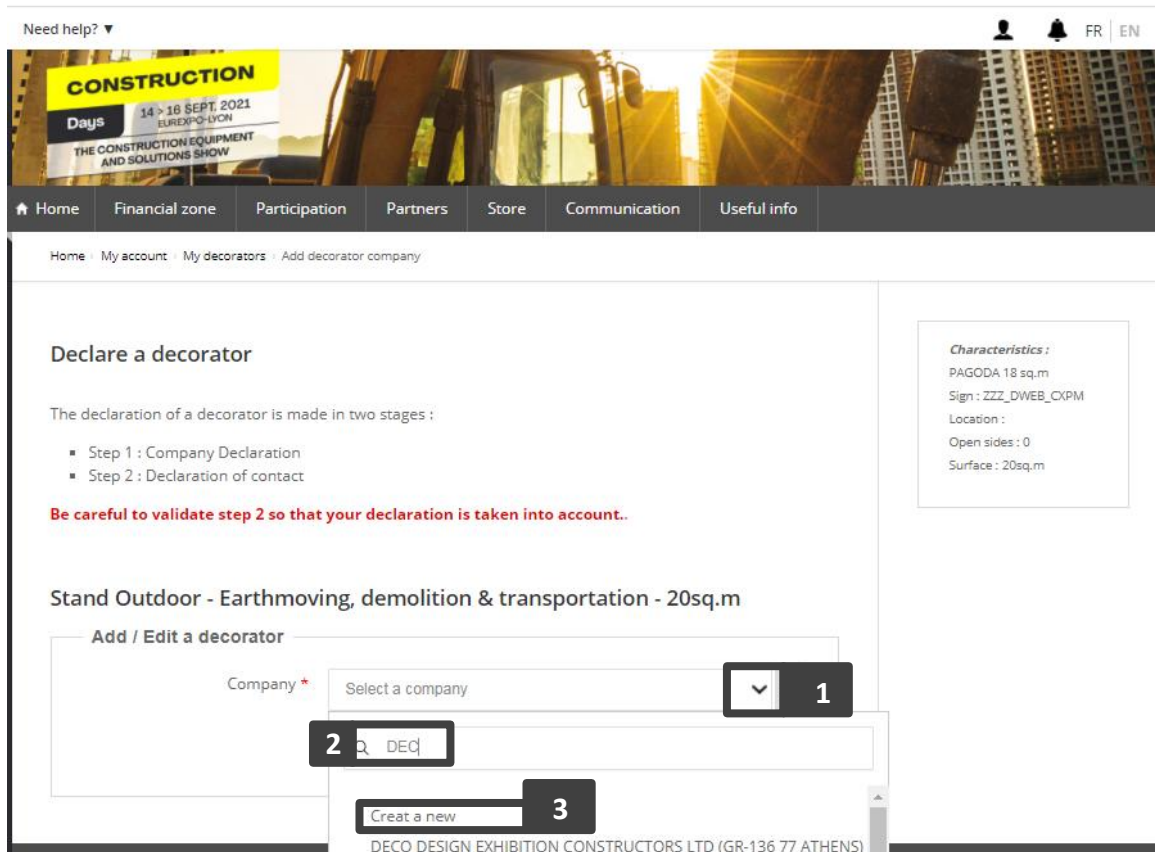 Need help? ▼
FR | EN
CONSTRUCTION
Days
14 > 16 SEPT. 2021
EUREXPO-LYON
THE CONSTRUCTION EQUIPMENT
AND SOLUTIONS SHOW
Home Financial zone Participation Partners Store Communication Useful info
Home › My account › My decorators › Add decorator company
Declare a decorator
The declaration of a decorator is made in two stages :
▪ Step 1 : Company Declaration
▪ Step 2 : Declaration of contact
Be careful to validate step 2 so that your declaration is taken into account..
Characteristics :
PAGODA 18 sq.m
Sign : ZZZ_DWEB_CXPM
Location :
Open sides : 0
Surface : 20sq.m
Stand Outdoor - Earthmoving, demolition & transportation - 20sq.m
Add / Edit a decorator
Company * Select a company 1
2 DEC
Creat a new 3
DECO DESIGN EXHIBITION CONSTRUCTORS LTD (GR-136 77 ATHENS)